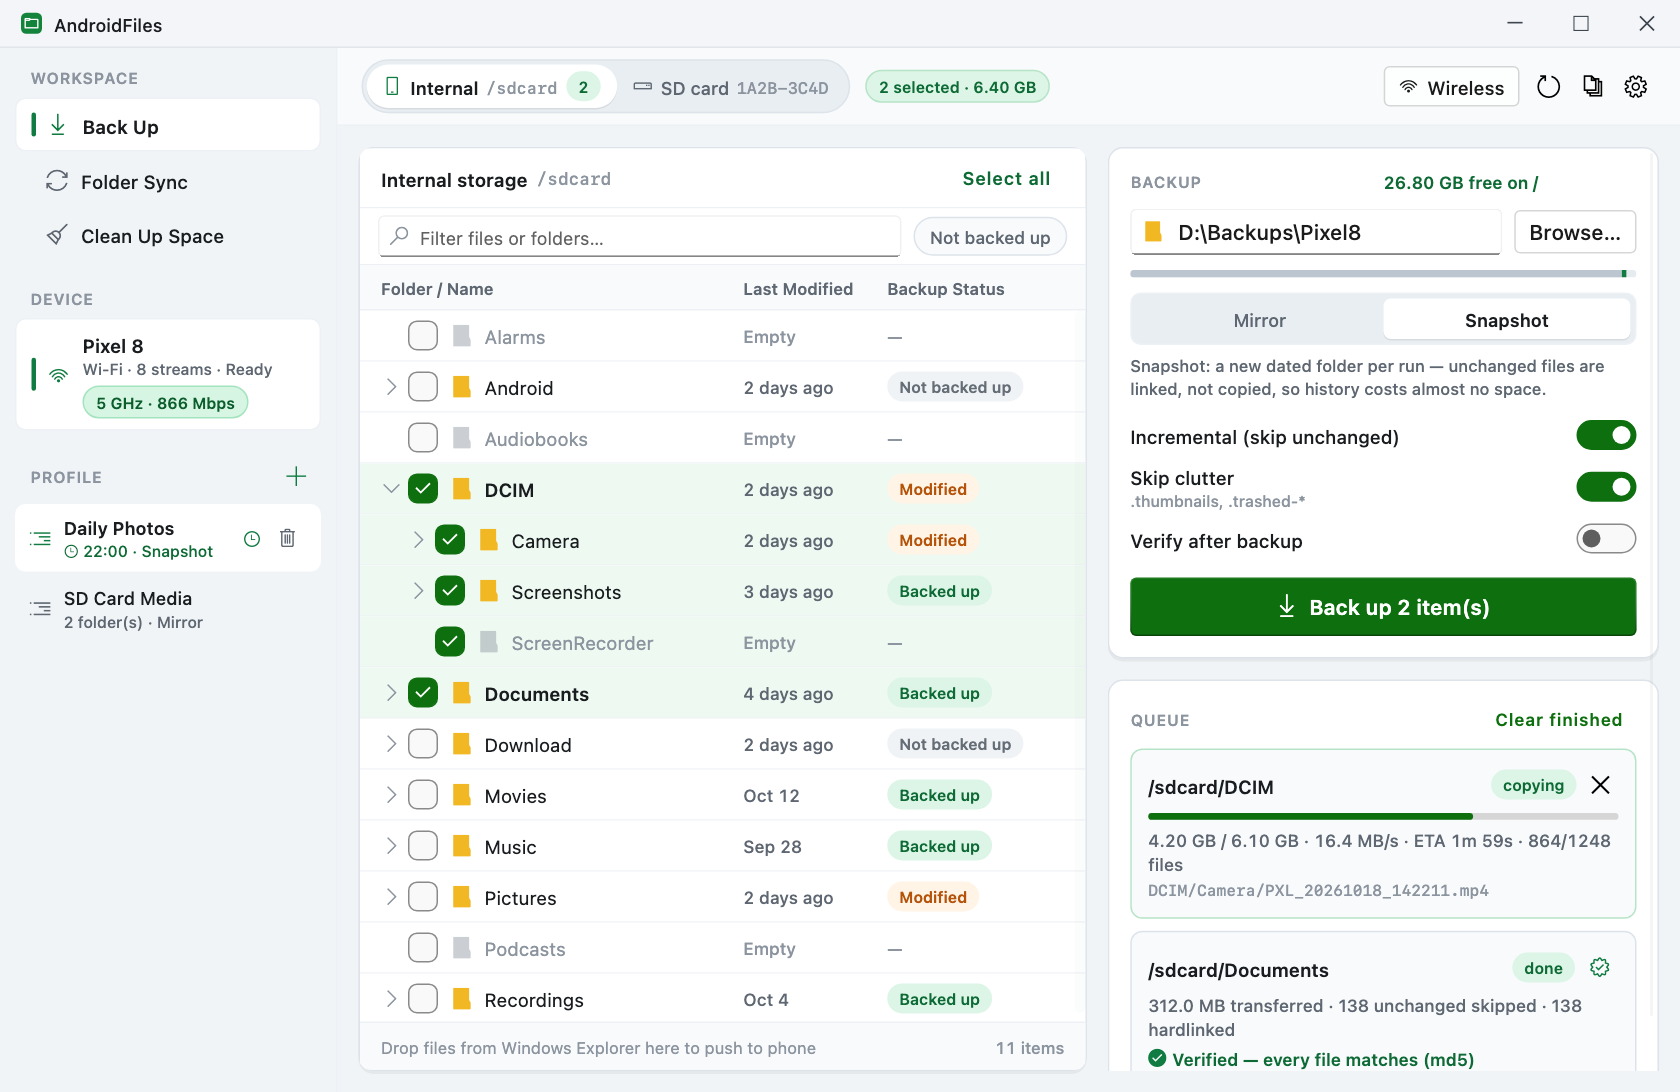 AndroidFiles
WORKSPACE
Back Up
Folder Sync
Clean Up Space
DEVICE
Pixel 8
Wi-Fi · 8 streams · Ready
5 GHz · 866 Mbps
PROFILE
Daily Photos
22:00 · Snapshot
SD Card Media
2 folder(s) · Mirror
Internal /sdcard 2
SD card 1A2B-3C4D
2 selected · 6.40 GB
Wireless
Internal storage /sdcard
Select all
Filter files or folders...
Not backed up
Folder / Name Last Modified Backup Status
Alarms Empty —
Android 2 days ago Not backed up
Audiobooks Empty —
DCIM 2 days ago Modified
Camera 2 days ago Modified
Screenshots 3 days ago Backed up
ScreenRecorder Empty —
Documents 4 days ago Backed up
Download 2 days ago Not backed up
Movies Oct 12 Backed up
Music Sep 28 Backed up
Pictures 2 days ago Modified
Podcasts Empty —
Recordings Oct 4 Backed up
Drop files from Windows Explorer here to push to phone 11 items
BACKUP 26.80 GB free on /
D:\Backups\Pixel8 Browse...
Mirror Snapshot
Snapshot: a new dated folder per run — unchanged files are
linked, not copied, so history costs almost no space.
Incremental (skip unchanged)
Skip clutter
.thumbnails, .trashed-*
Verify after backup
Back up 2 item(s)
QUEUE Clear finished
/sdcard/DCIM copying
4.20 GB / 6.10 GB · 16.4 MB/s · ETA 1m 59s · 864/1248
files
DCIM/Camera/PXL_20261018_142211.mp4
/sdcard/Documents done
312.0 MB transferred · 138 unchanged skipped · 138
hardlinked
Verified — every file matches (md5)